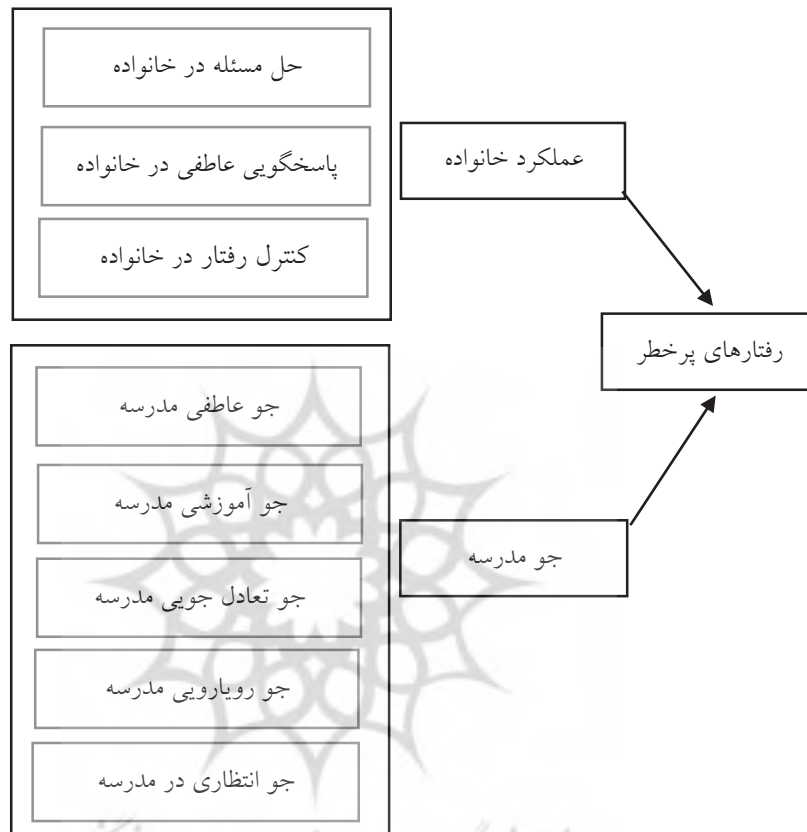 حل مسئله در خانواده
پاسخگویی عاطفی در خانواده
کنترل رفتار در خانواده
عملکرد خانواده
رفتارهای پرخطر
جو عاطفی مدرسه
جو آموزشی مدرسه
جو تعادل جویی مدرسه
جو رویارویی مدرسه
جو انتظاری در مدرسه
جو مدرسه